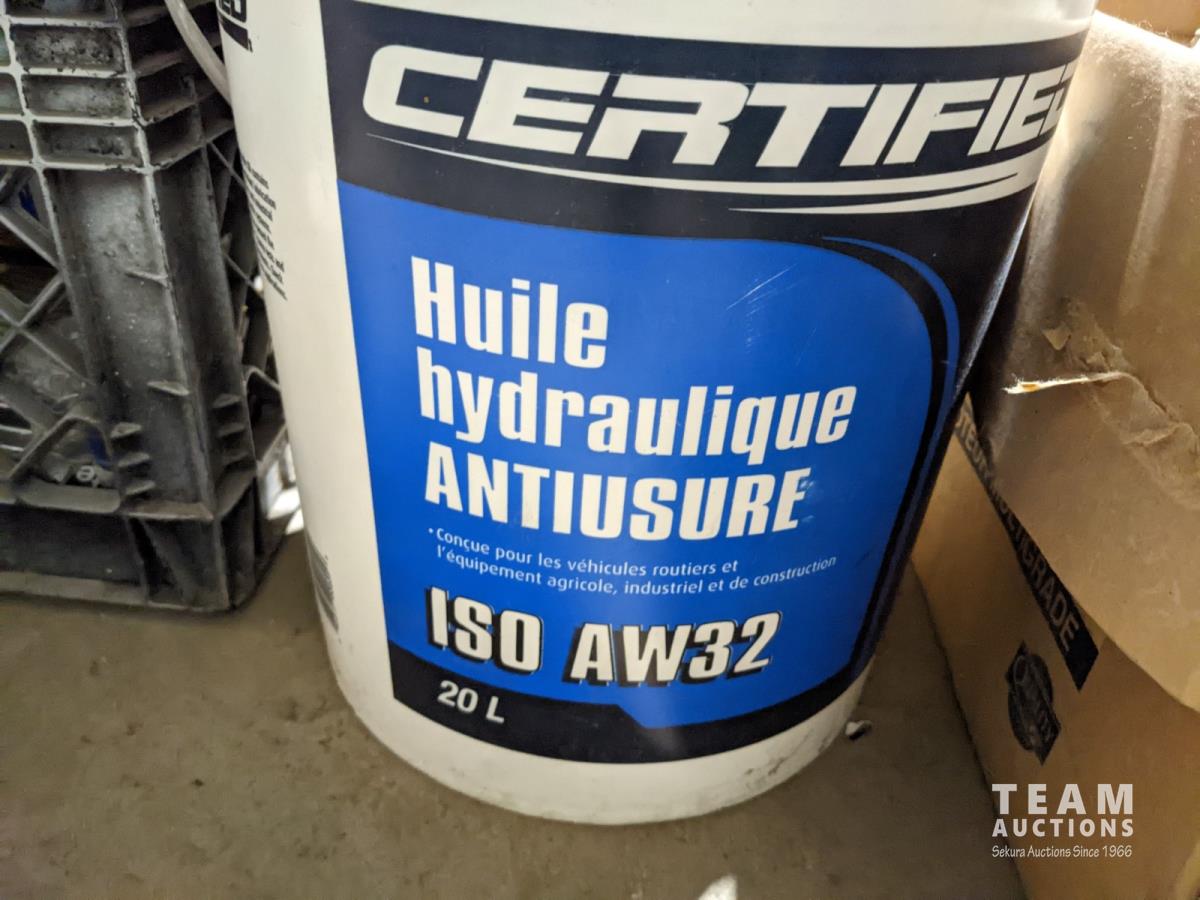 CERTIFIED
Huile
hydraulique
ANTIUSURE
• Conçue pour les véhicules routiers et
l'équipement agricole, industriel et de construction
ISO AW32
20 L
GRADE
TEAM
AUCTIONS
Sekura Auctions Since 1966